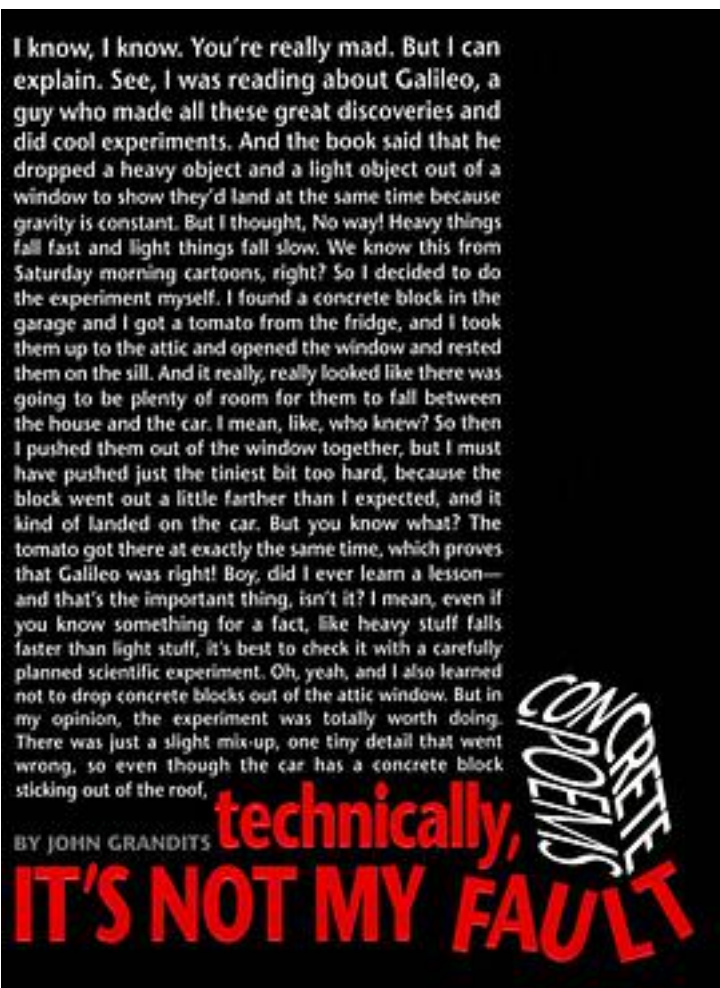 I know, I know. You're really mad. But I can
explain. See, I was reading about Galileo, a
guy who made all these great discoveries and
did cool experiments. And the book said that he
dropped a heavy object and a light object out of a
window to show they'd land at the same time because
gravity is constant. But I thought, No way! Heavy things
fall fast and light things fall slow. We know this from
Saturday morning cartoons, right? So I decided to do
the experiment myself. I found a concrete block in the
garage and I got a tomato from the fridge, and I took
them up to the attic and opened the window and rested
them on the sill. And it really, really looked like there was
going to be plenty of room for them to fall between
the house and the car. I mean, like, who knew? So then
I pushed them out of the window together, but I must
have pushed just the tiniest bit too hard, because the
block went out a little farther than I expected, and it
kind of landed on the car. But you know what? The
tomato got there at exactly the same time, which proves
that Galileo was right! Boy, did I ever learn a lesson—
and that's the important thing, isn't it? I mean, even if
you know something for a fact, like heavy stuff falls
faster than light stuff, it's best to check it with a carefully
planned scientific experiment. Oh, yeah, and I also learned
not to drop concrete blocks out of the attic window. But in
my opinion, the experiment was totally worth doing.
There was just a slight mix-up, one tiny detail that went
wrong, so even though the car has a concrete block
sticking out of the roof,
technically,
IT'S NOT MY FAULT
CONCRETE
POEMS
BY JOHN GRANDITS